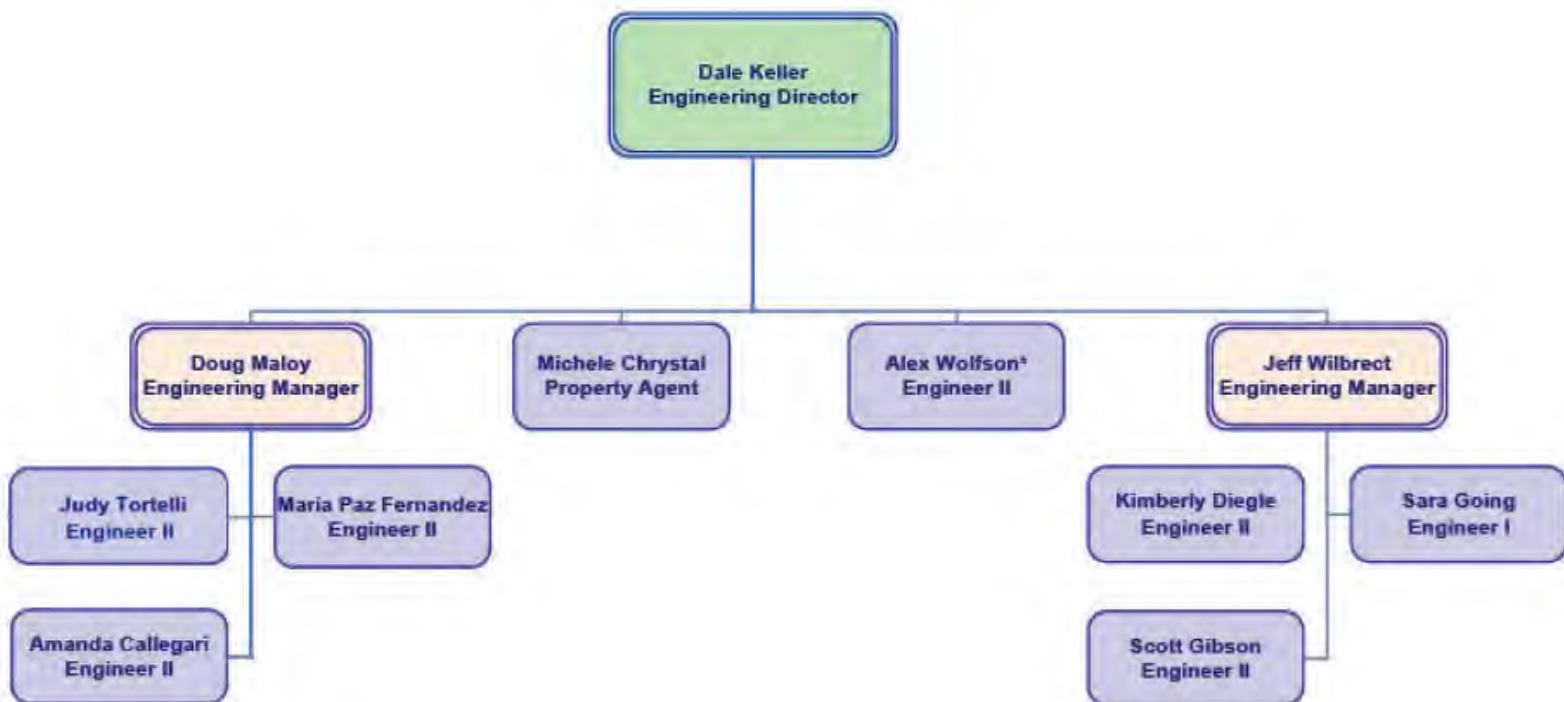 Dale Keller
Engineering Director
Doug Maloy
Engineering Manager
Michele Chrystal
Property Agent
Alex Wolfson*
Engineer II
Jeff Wilbrect
Engineering Manager
Judy Tortelli
Engineer II
Maria Paz Fernandez
Engineer II
Kimberly Diegle
Engineer II
Sara Going
Engineer I
Amanda Callegari
Engineer II
Scott Gibson
Engineer II